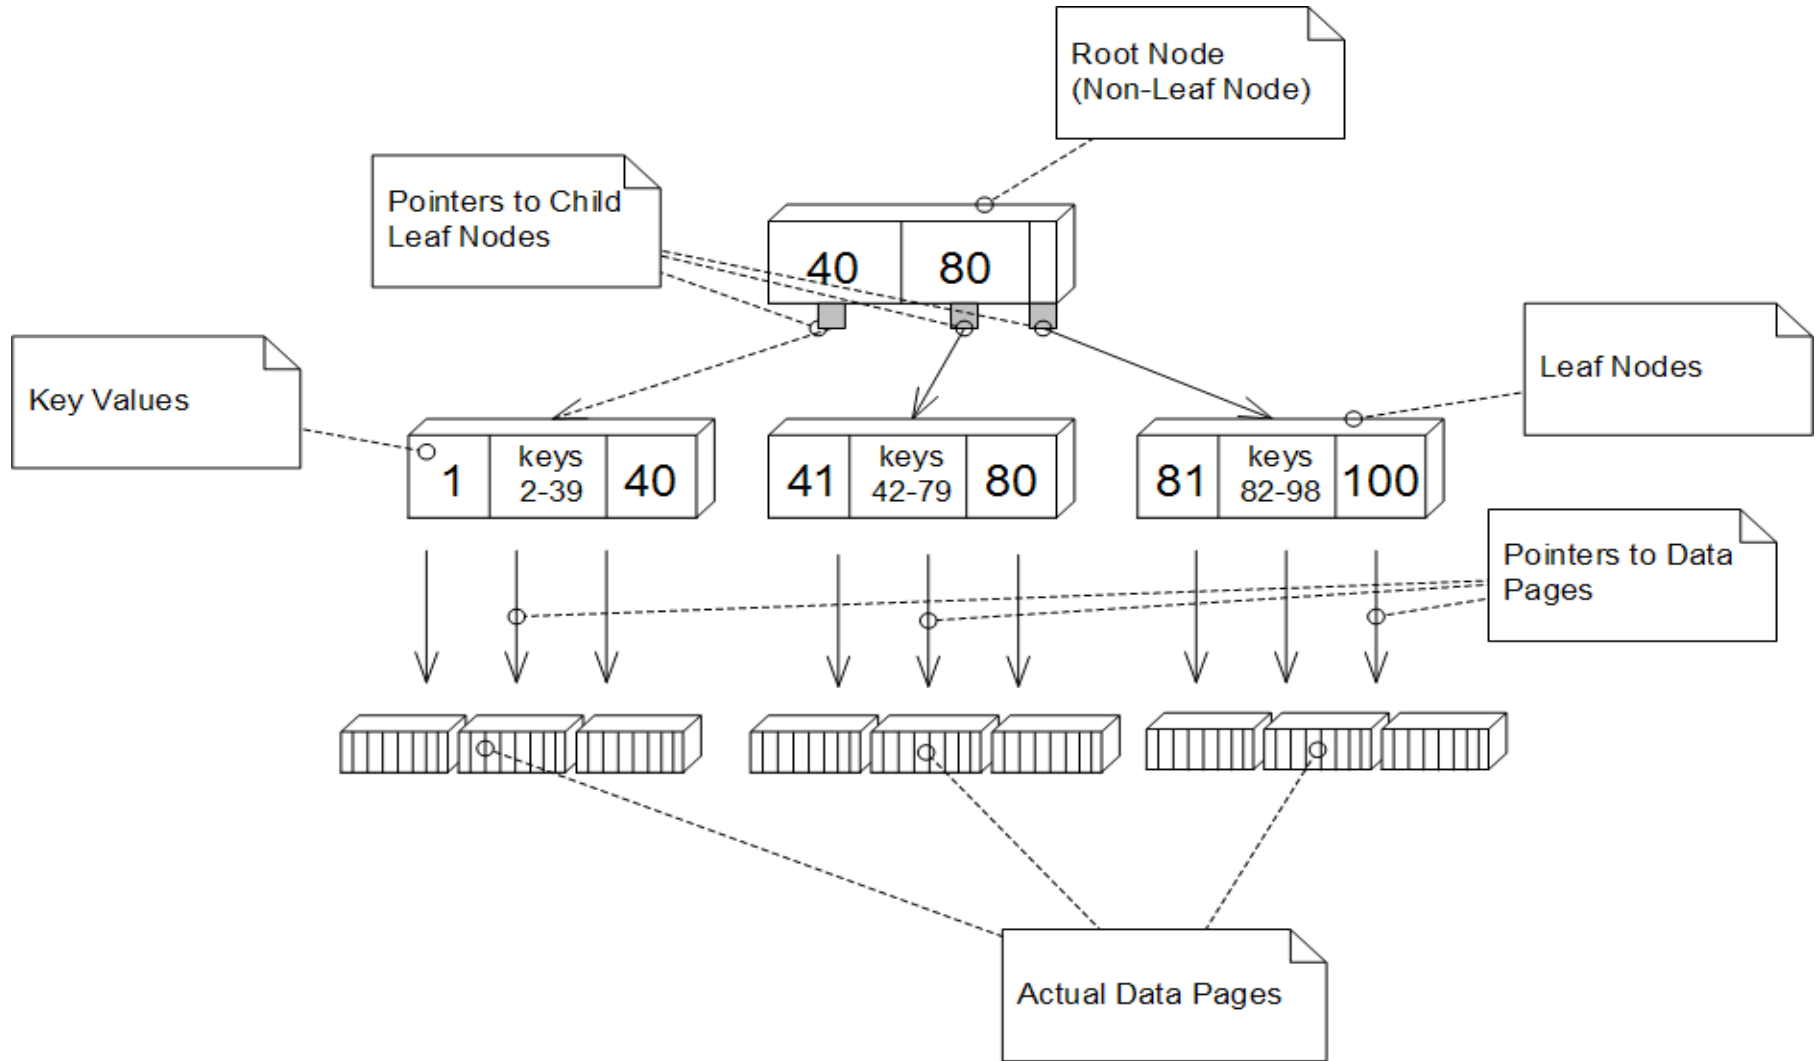 Root Node
(Non-Leaf Node)
Pointers to Child
Leaf Nodes
40 80
Key Values
Leaf Nodes
1 keys 2-39 40
41 keys 42-79 80
81 keys 82-98 100
Pointers to Data
Pages
Actual Data Pages